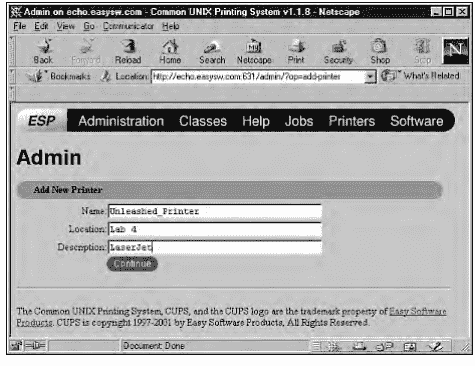 Admin on echo.easysw.com - Common UNIX Printing System v1.1.8 - Netscape
File Edit View Go Communicator Help
Back Forward Reload Home Search Netscape Print Security Shop Stop
Bookmarks Location: http://echo.easysw.com:631/admin/?op=add-printer What's Related
ESP Administration Classes Help Jobs Printers Software
Admin
Add New Printer
Name: Unleashed_Printer
Location: Lab 4
Description: LaserJet
Continue
The Common UNIX Printing System, CUPS, and the CUPS logo are the trademark property of Easy Software
Products. CUPS is copyright 1997-2001 by Easy Software Products, All Rights Reserved.
Document: Done